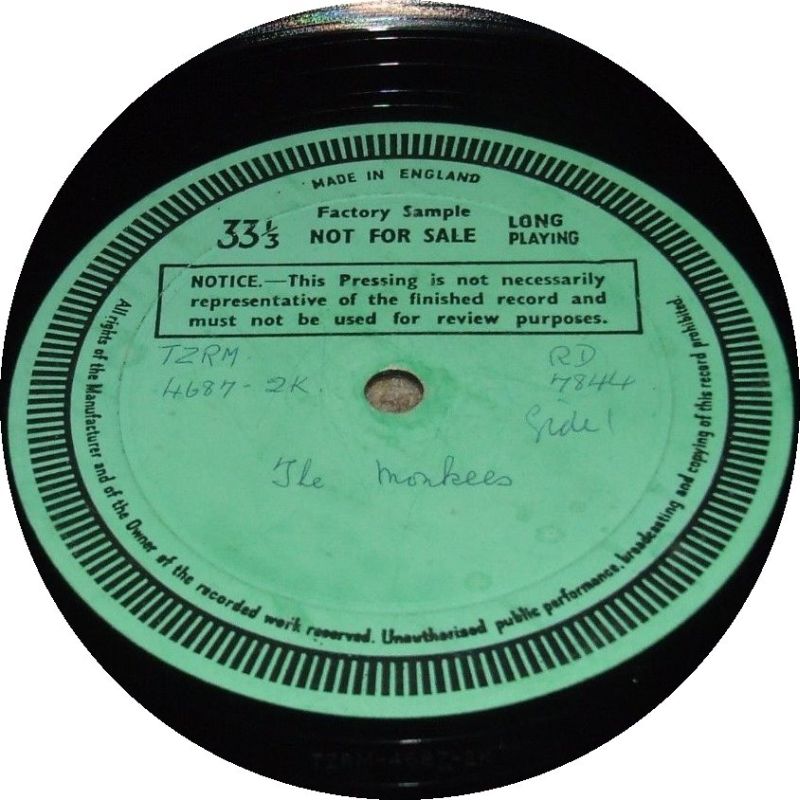 MADE IN ENGLAND
33⅓ Factory Sample LONG
NOT FOR SALE PLAYING
NOTICE.—This Pressing is not necessarily
representative of the finished record and
must not be used for review purposes.
TZRM RD
4687-2K. 7844
Side 1
The Monkees
All rights of the Manufacturer and of the Owner of the recorded work reserved. Unauthorised public performance, broadcasting and copying of this record prohibited.
TZRM-4687-2K